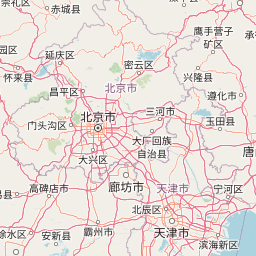 崇礼区
赤城县
鹰手营子
矿区
承德县
延庆区
密云区
北京市
兴隆县
怀来县
昌平区
遵化市
三河市
北京市
玉田县
门头沟区
大厂回族
自治县
大兴区
廊坊市
高碑店市
天津市
宁河区
北辰区
徐水区
安新县
霸州市
天津市
滨海新区